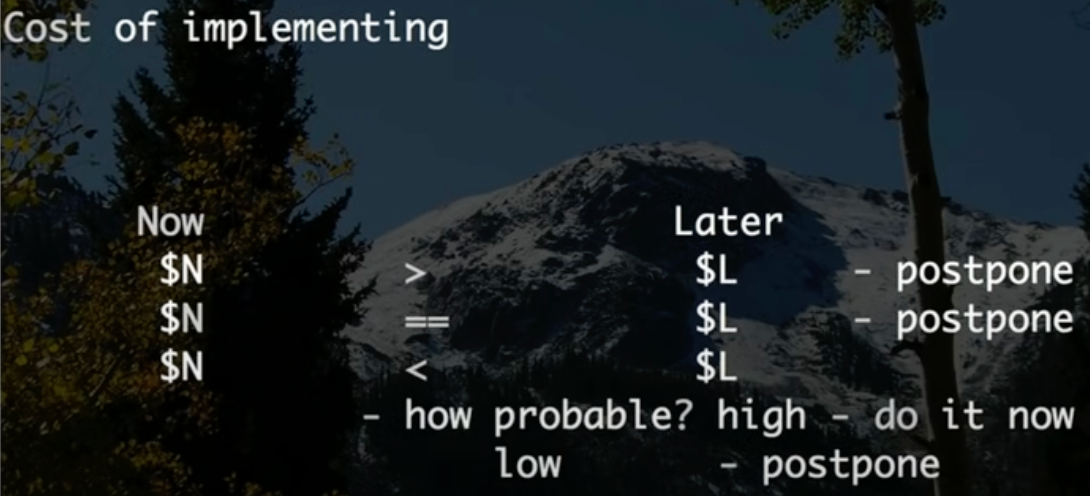 Cost of implementing
Now Later
$N > $L - postpone
$N == $L - postpone
$N < $L
- how probable? high - do it now
low - postpone